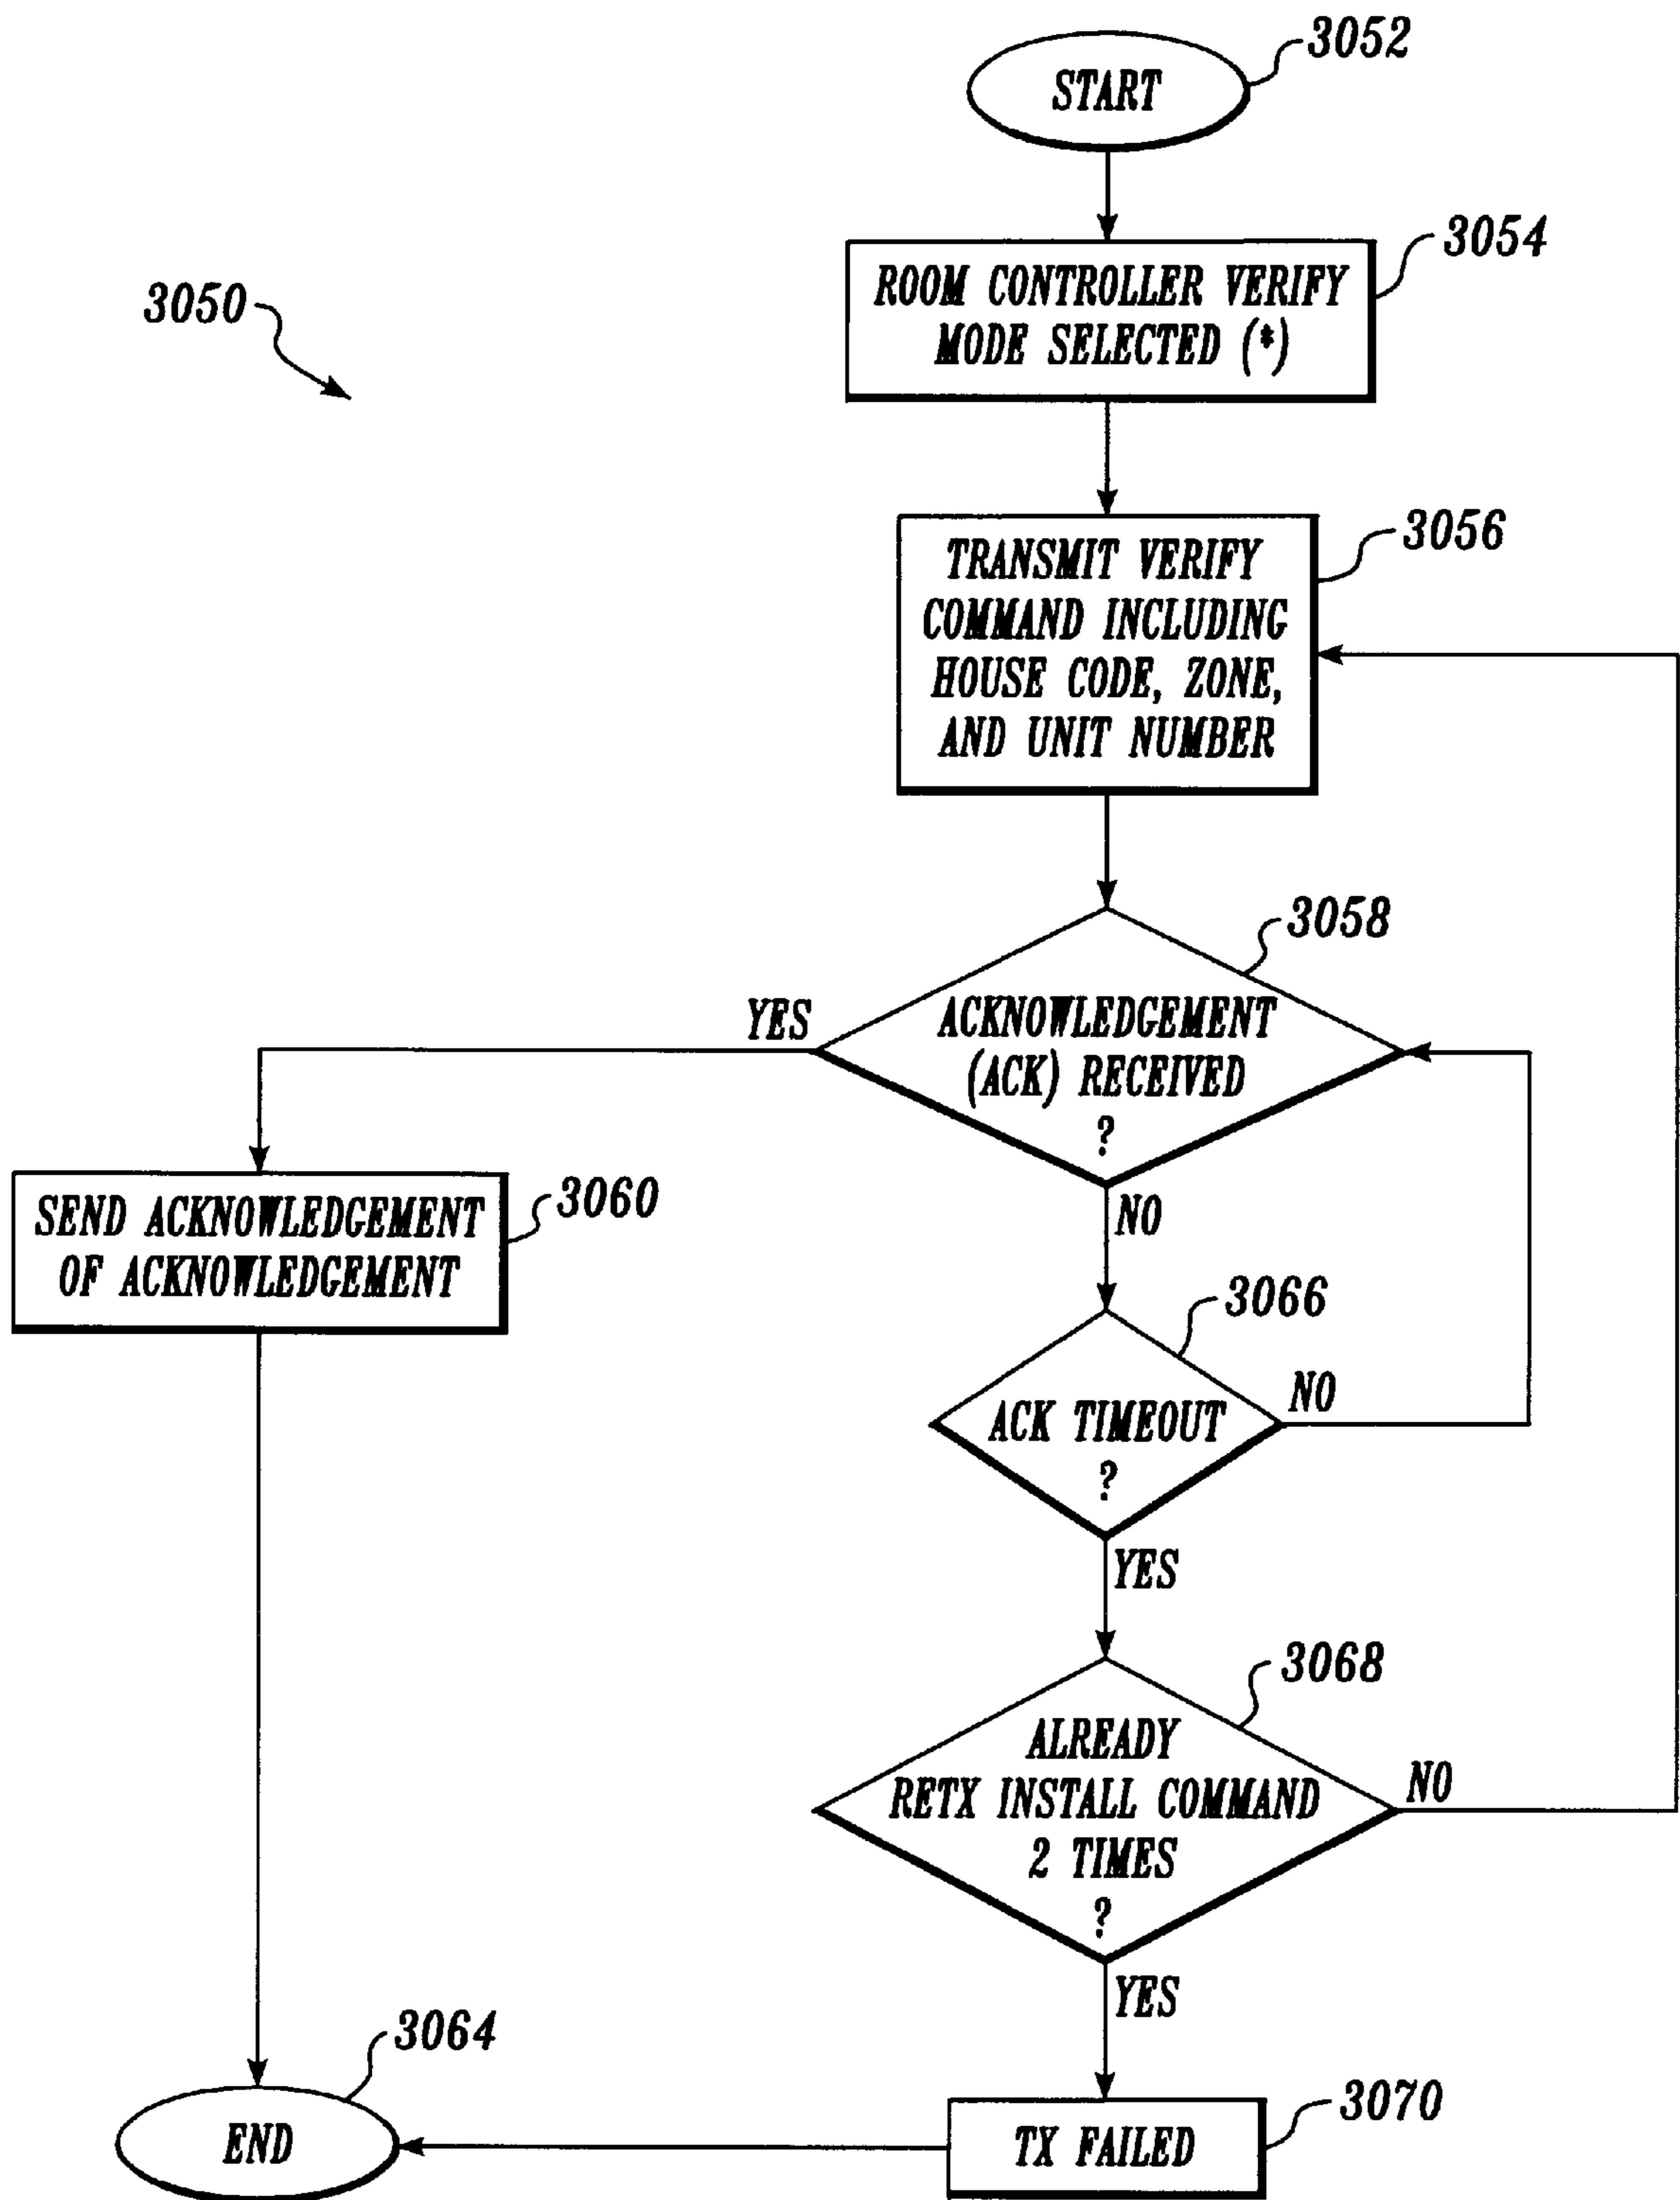 3052
START
3054
ROOM CONTROLLER VERIFY
MODE SELECTED (*)
3050
3056
TRANSMIT VERIFY
COMMAND INCLUDING
HOUSE CODE, ZONE,
AND UNIT NUMBER
3058
YES
ACKNOWLEDGEMENT
(ACK) RECEIVED
?
3060
SEND ACKNOWLEDGEMENT
OF ACKNOWLEDGEMENT
NO
3066
NO
ACK TIMEOUT
?
YES
3068
ALREADY
RETX INSTALL COMMAND
2 TIMES
?
NO
YES
3064
END
3070
TX FAILED